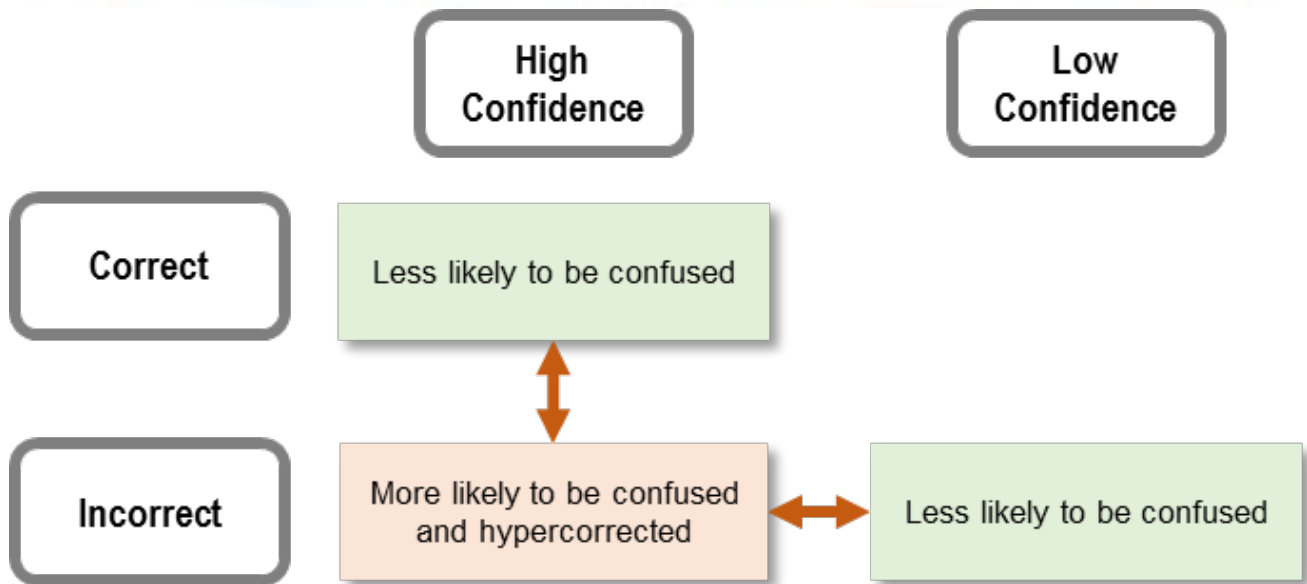 High
Confidence
Low
Confidence
Correct
Less likely to be confused
Incorrect
More likely to be confused
and hypercorrected
Less likely to be confused